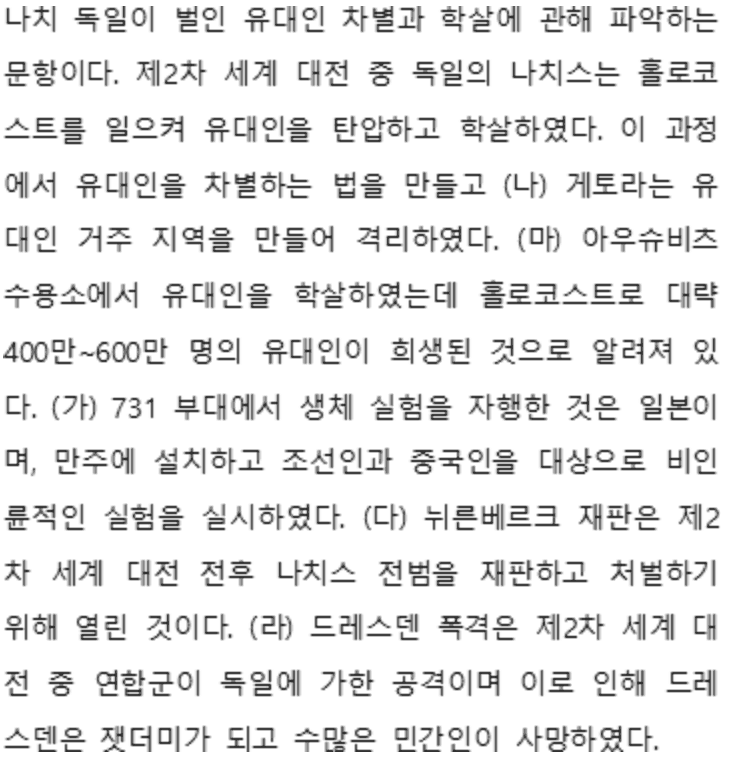 나치 독일이 벌인 유대인 차별과 학살에 관해 파악하는
문항이다. 제2차 세계 대전 중 독일의 나치스는 홀로코
스트를 일으켜 유대인을 탄압하고 학살하였다. 이 과정
에서 유대인을 차별하는 법을 만들고 (나) 게토라는 유
대인 거주 지역을 만들어 격리하였다. (마) 아우슈비츠
수용소에서 유대인을 학살하였는데 홀로코스트로 대략
400만~600만 명의 유대인이 희생된 것으로 알려져 있
다. (가) 731 부대에서 생체 실험을 자행한 것은 일본이
며, 만주에 설치하고 조선인과 중국인을 대상으로 비인
륜적인 실험을 실시하였다. (다) 뉘른베르크 재판은 제2
차 세계 대전 전후 나치스 전범을 재판하고 처벌하기
위해 열린 것이다. (라) 드레스덴 폭격은 제2차 세계 대
전 중 연합군이 독일에 가한 공격이며 이로 인해 드레
스덴은 잿더미가 되고 수많은 민간인이 사망하였다.